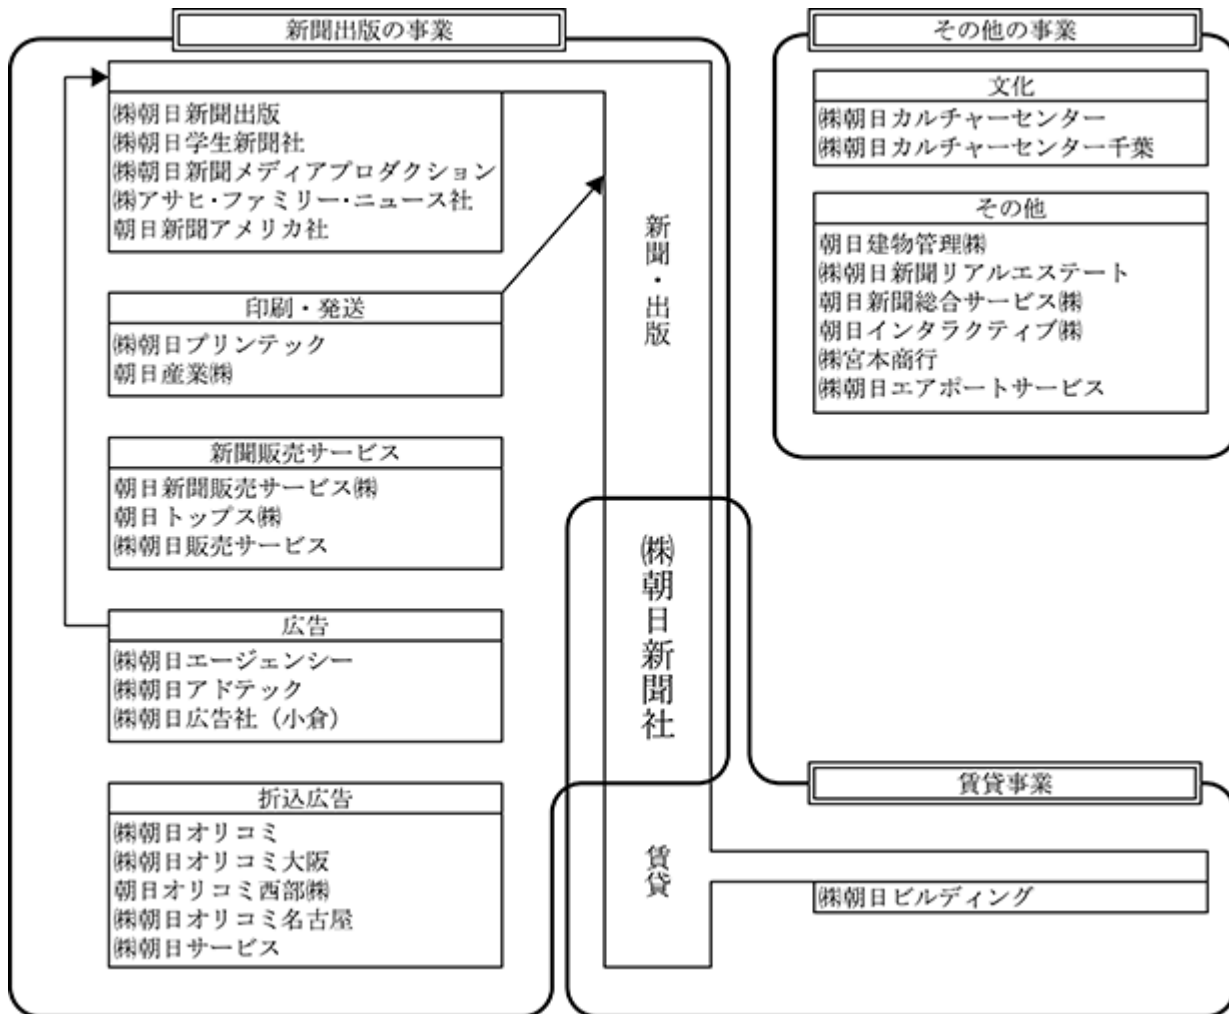 新聞出版の事業
㈱朝日新聞出版
㈱朝日学生新聞社
㈱朝日新聞メディアプロダクション
㈱アサヒ・ファミリー・ニュース社
朝日新聞アメリカ社
印刷・発送
㈱朝日プリンテック
朝日産業㈱
新聞販売サービス
朝日新聞販売サービス㈱
朝日トップス㈱
㈱朝日販売サービス
広告
㈱朝日エージェンシー
㈱朝日アドテック
㈱朝日広告社（小倉）
折込広告
㈱朝日オリコミ
㈱朝日オリコミ大阪
朝日オリコミ西部㈱
㈱朝日オリコミ名古屋
㈱朝日サービス
新聞・出版
㈱朝日新聞社
賃貸
その他の事業
文化
㈱朝日カルチャーセンター
㈱朝日カルチャーセンター千葉
その他
朝日建物管理㈱
㈱朝日新聞リアルエステート
朝日新聞総合サービス㈱
朝日インタラクティブ㈱
㈱宮本商行
㈱朝日エアポートサービス
賃貸事業
㈱朝日ビルディング